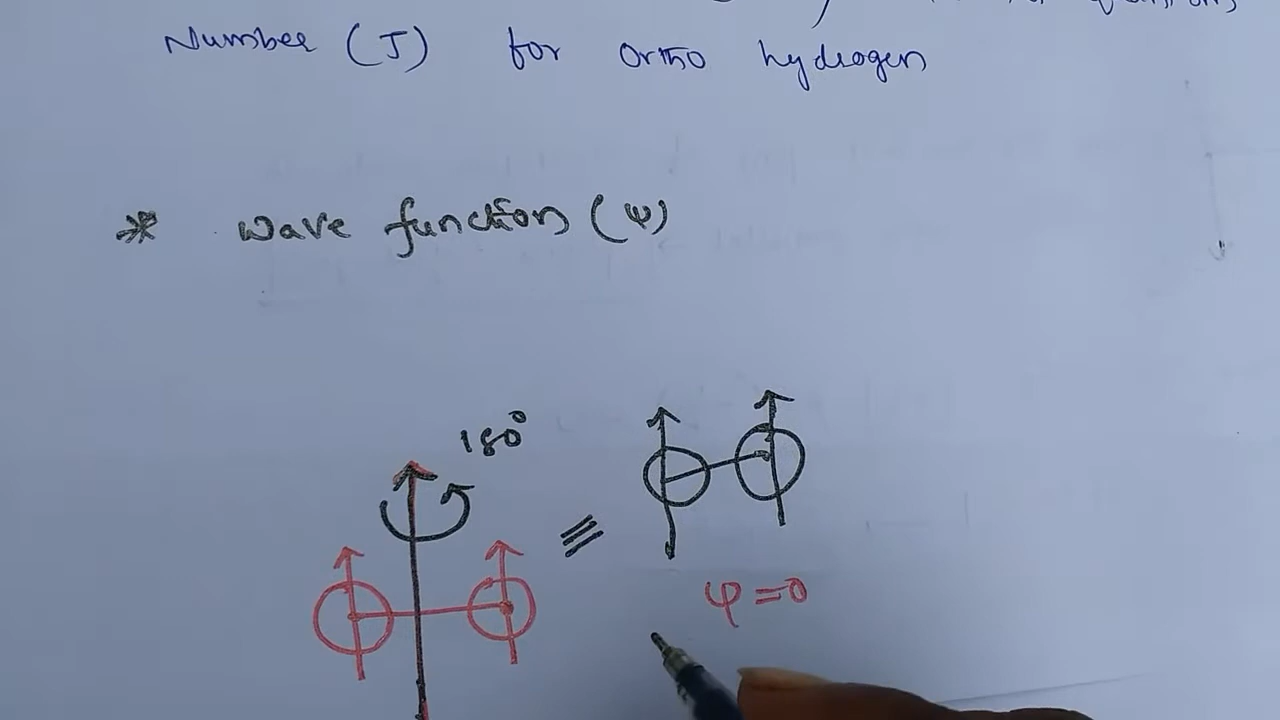 Number (J) for ortho hydrogen
* Wave function (ψ)
180°
≡
φ=0